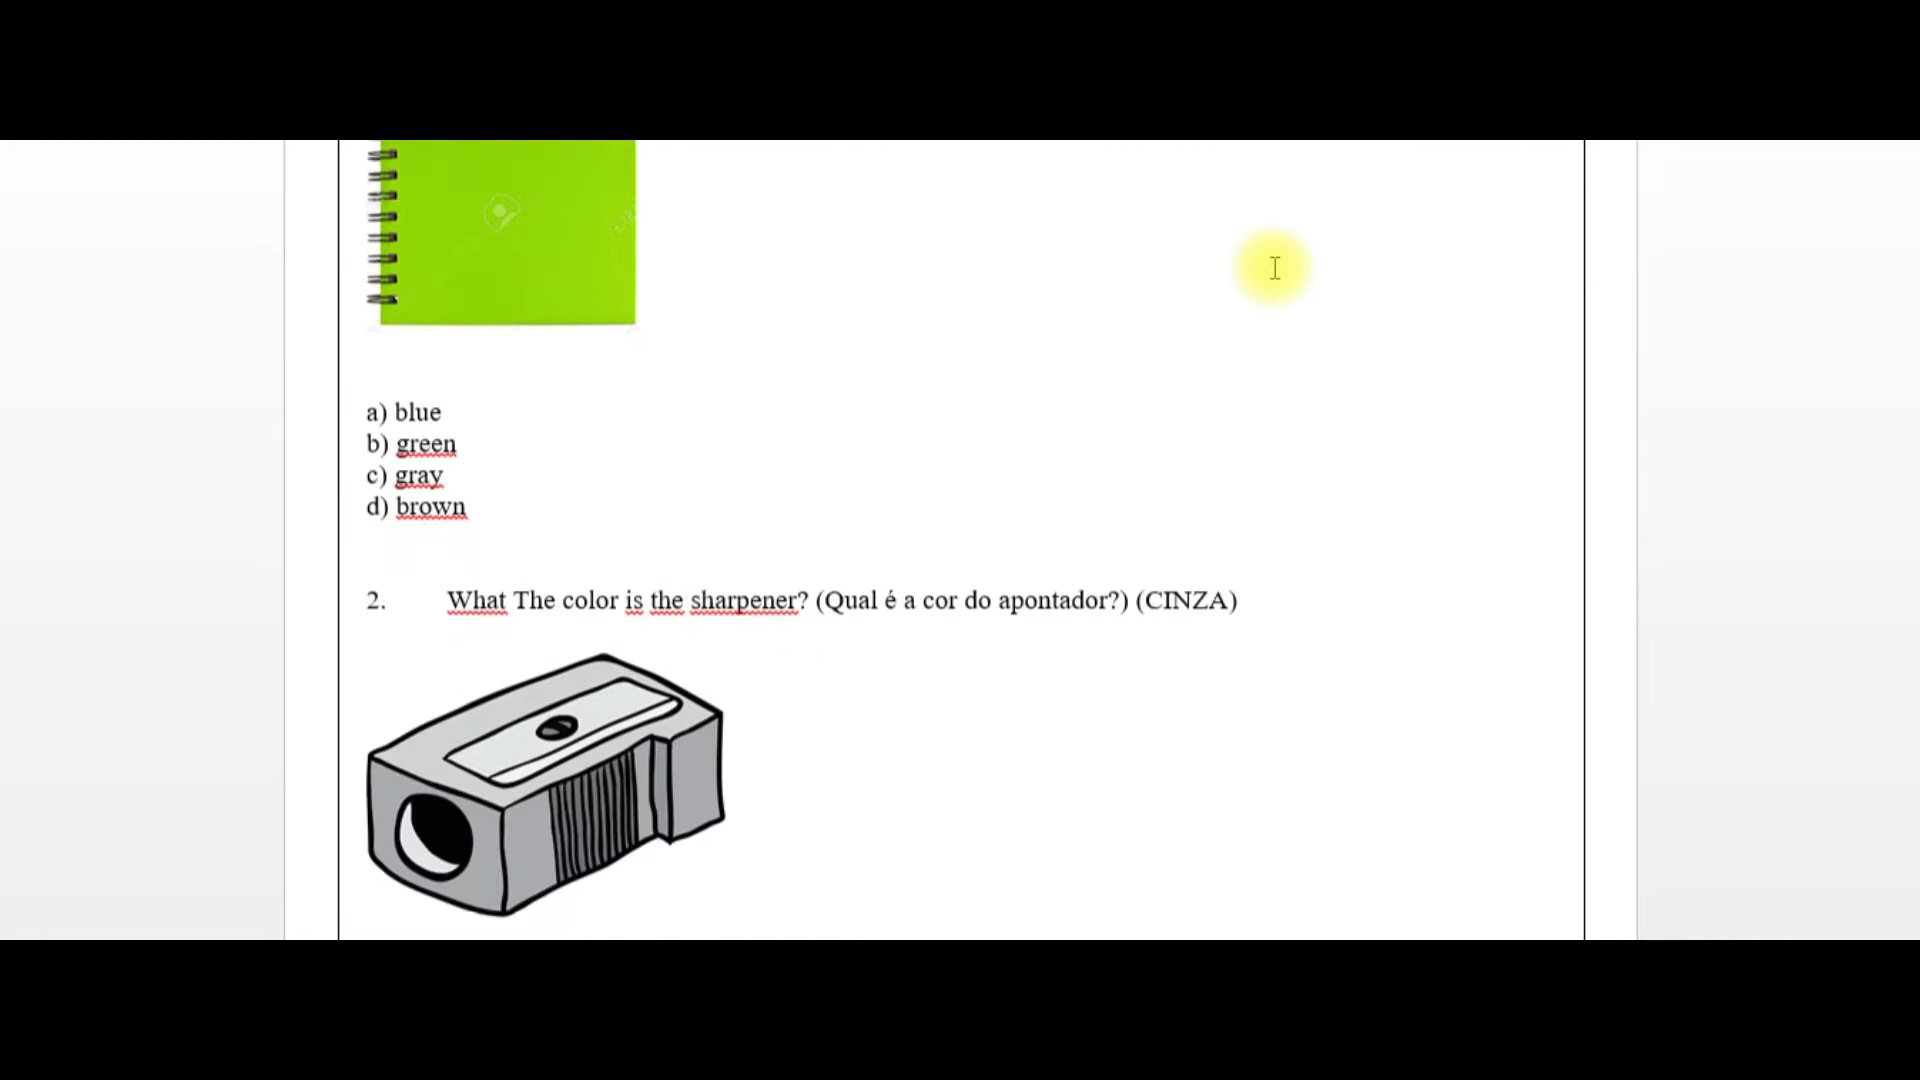 a) blue
b) green
c) gray
d) brown
2. What The color is the sharpener? (Qual é a cor do apontador?) (CINZA)